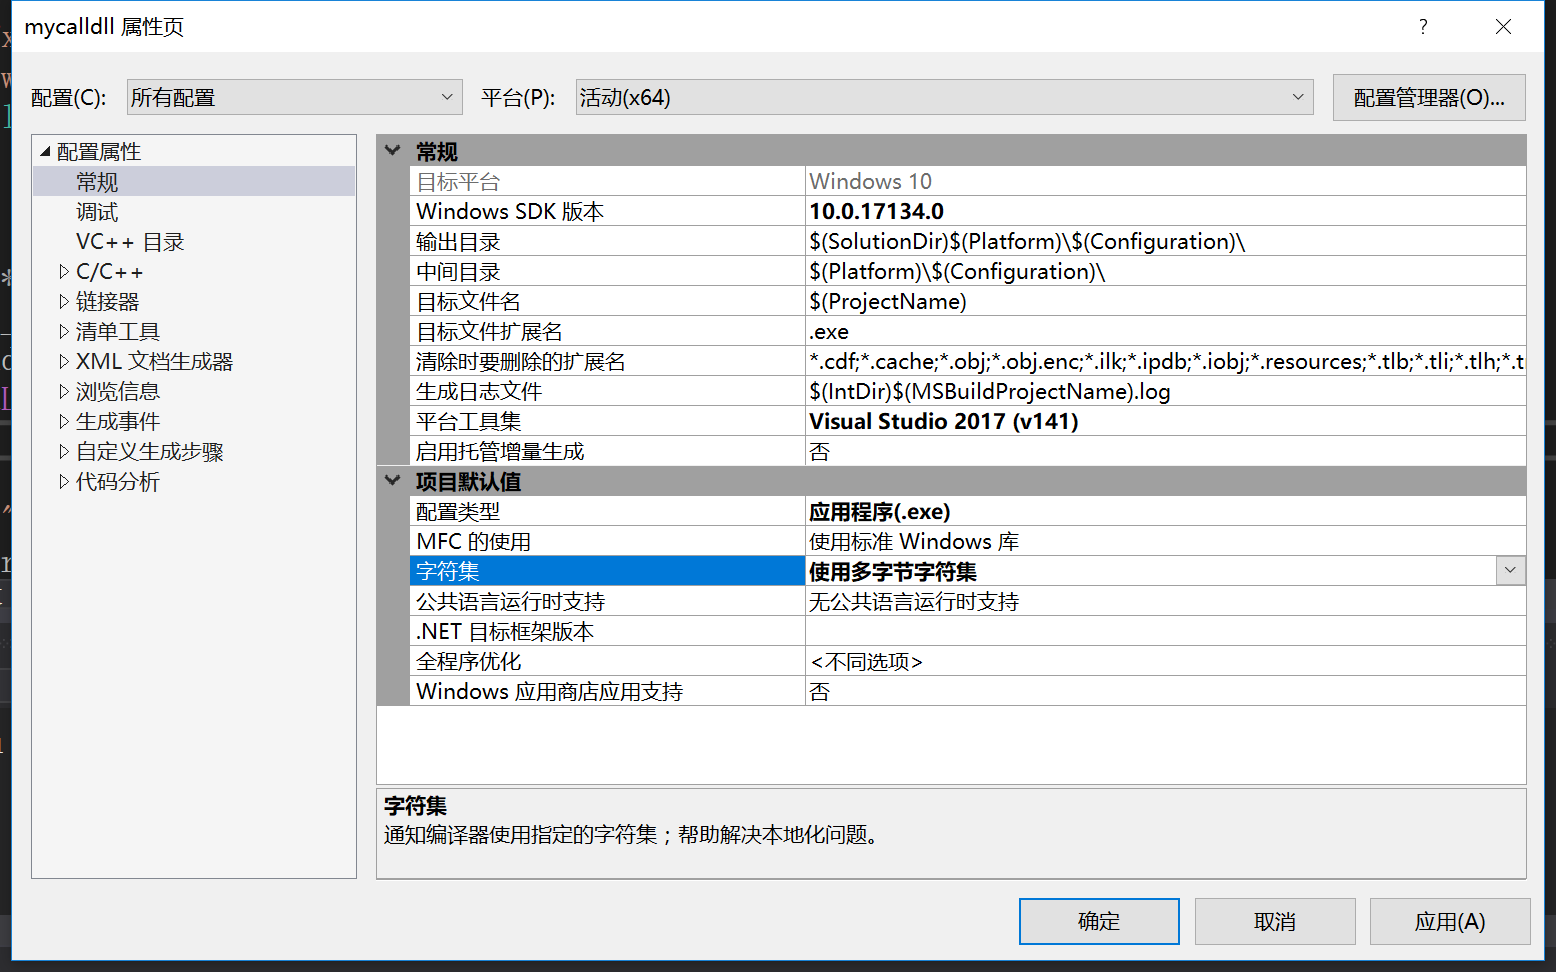 mycalldll 属性页
?
配置(C):
所有配置
平台(P):
活动(x64)
配置管理器(O)...
配置属性
常规
调试
VC++ 目录
C/C++
链接器
清单工具
XML 文档生成器
浏览信息
生成事件
自定义生成步骤
代码分析
常规
目标平台 Windows 10
Windows SDK 版本 10.0.17134.0
输出目录 $(SolutionDir)$(Platform)\$(Configuration)\
中间目录 $(Platform)\$(Configuration)\
目标文件名 $(ProjectName)
目标文件扩展名 .exe
清除时要删除的扩展名 *.cdf;*.cache;*.obj;*.obj.enc;*.ilk;*.ipdb;*.iobj;*.resources;*.tlb;*.tli;*.tlh;*.t
生成日志文件 $(IntDir)$(MSBuildProjectName).log
平台工具集 Visual Studio 2017 (v141)
启用托管增量生成 否
项目默认值
配置类型 应用程序(.exe)
MFC 的使用 使用标准 Windows 库
字符集 使用多字节字符集
公共语言运行时支持 无公共语言运行时支持
.NET 目标框架版本
全程序优化 <不同选项>
Windows 应用商店应用支持 否
字符集
通知编译器使用指定的字符集；帮助解决本地化问题。
确定
取消
应用(A)